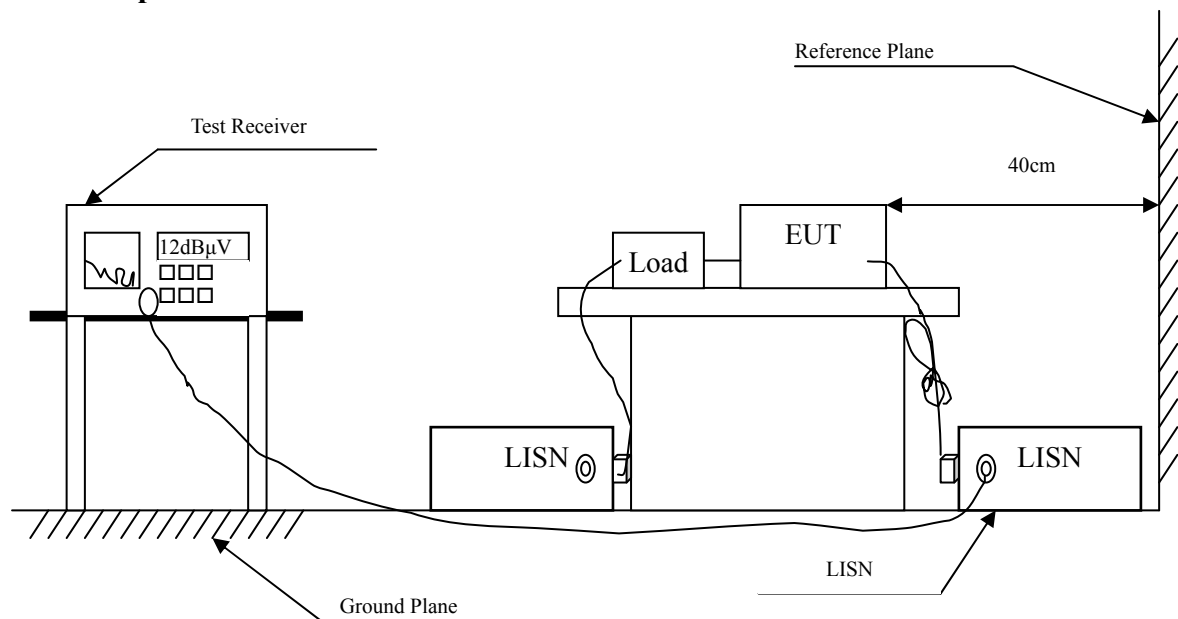 Reference Plane
Test Receiver
40cm
12dBμV
EUT
Load
LISN
LISN
LISN
Ground Plane